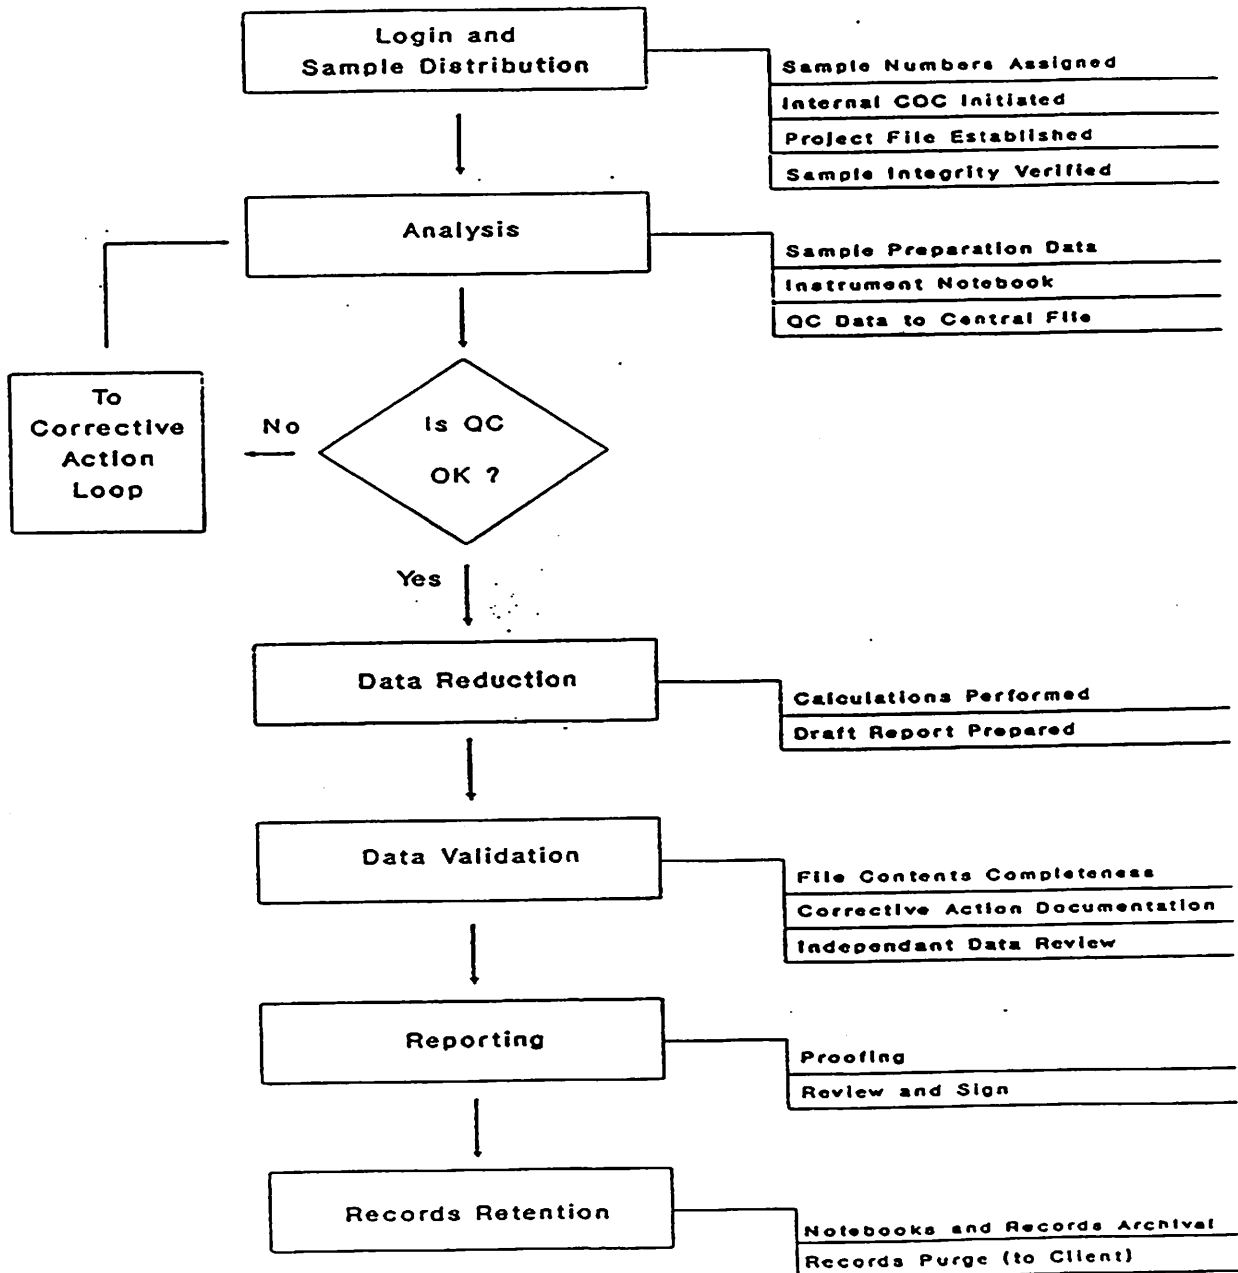 Login and
Sample Distribution
Sample Numbers Assigned
Internal COC Initiated
Project File Established
Sample Integrity Verified
Analysis
Sample Preparation Data
Instrument Notebook
QC Data to Central File
To
Corrective
Action
Loop
No
Is QC
OK ?
Yes
Data Reduction
Calculations Performed
Draft Report Prepared
Data Validation
File Contents Completeness
Corrective Action Documentation
Independant Data Review
Reporting
Proofing
Review and Sign
Records Retention
Notebooks and Records Archival
Records Purge (to Client)